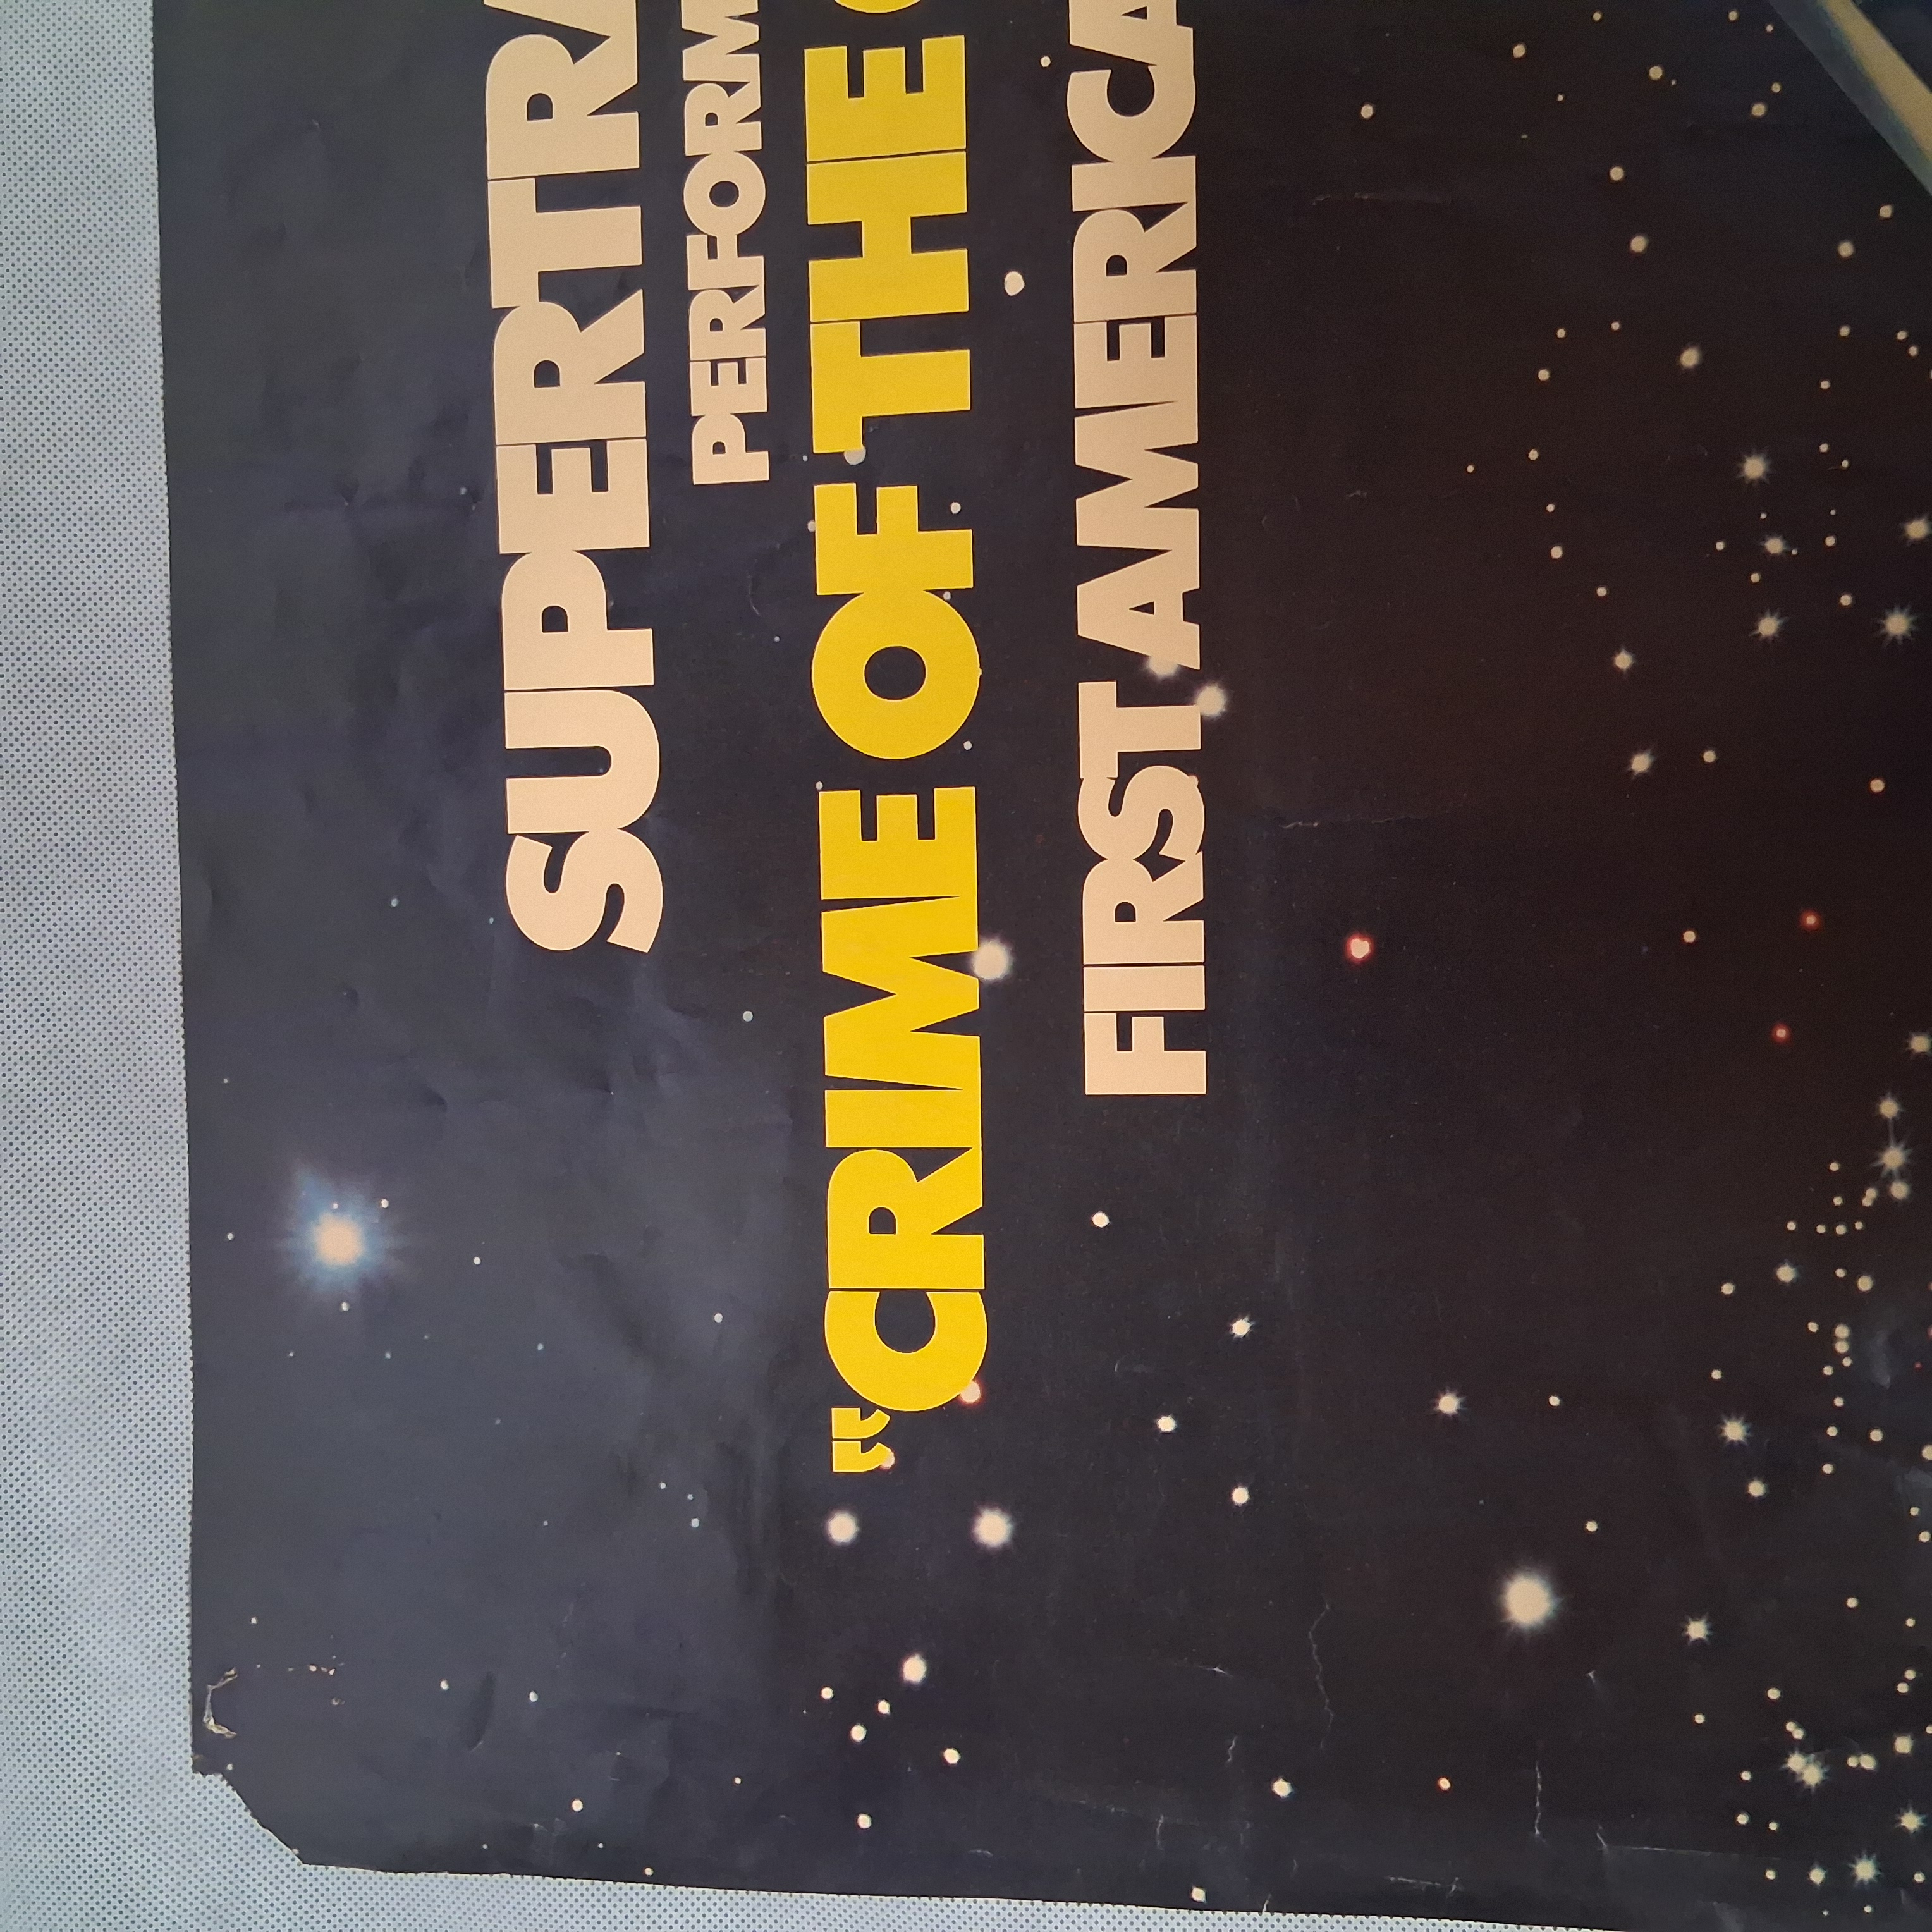 SUPERTRA
PERFORM
“CRIME OF THE C
FIRST AMERICA